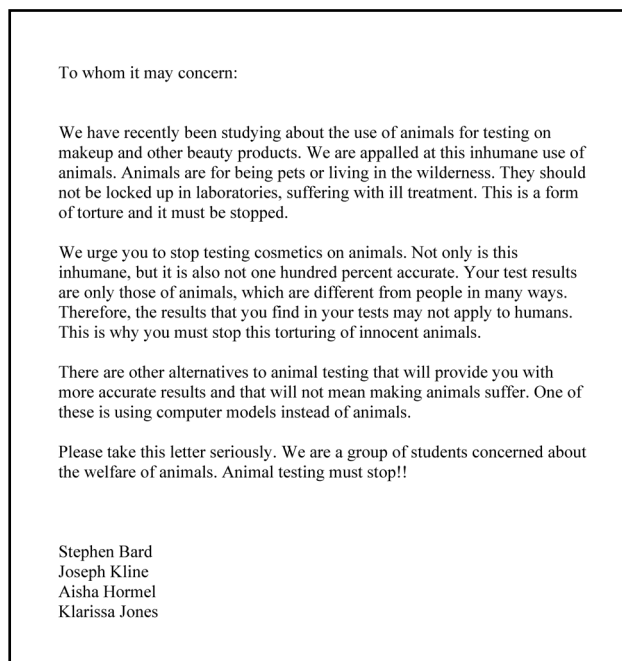 To whom it may concern:
We have recently been studying about the use of animals for testing on
makeup and other beauty products. We are appalled at this inhumane use of
animals. Animals are for being pets or living in the wilderness. They should
not be locked up in laboratories, suffering with ill treatment. This is a form
of torture and it must be stopped.
We urge you to stop testing cosmetics on animals. Not only is this
inhumane, but it is also not one hundred percent accurate. Your test results
are only those of animals, which are different from people in many ways.
Therefore, the results that you find in your tests may not apply to humans.
This is why you must stop this torturing of innocent animals.
There are other alternatives to animal testing that will provide you with
more accurate results and that will not mean making animals suffer. One of
these is using computer models instead of animals.
Please take this letter seriously. We are a group of students concerned about
the welfare of animals. Animal testing must stop!!
Stephen Bard
Joseph Kline
Aisha Hormel
Klarissa Jones